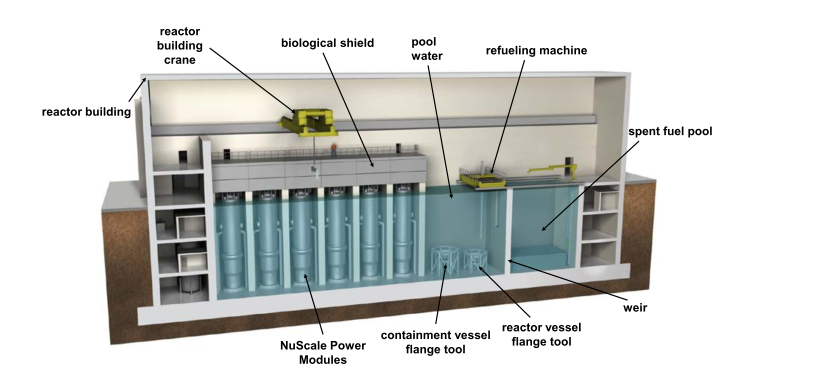 reactor
building
crane
biological shield
pool
water
refueling machine
reactor building
spent fuel pool
weir
reactor vessel
flange tool
containment vessel
flange tool
NuScale Power
Modules